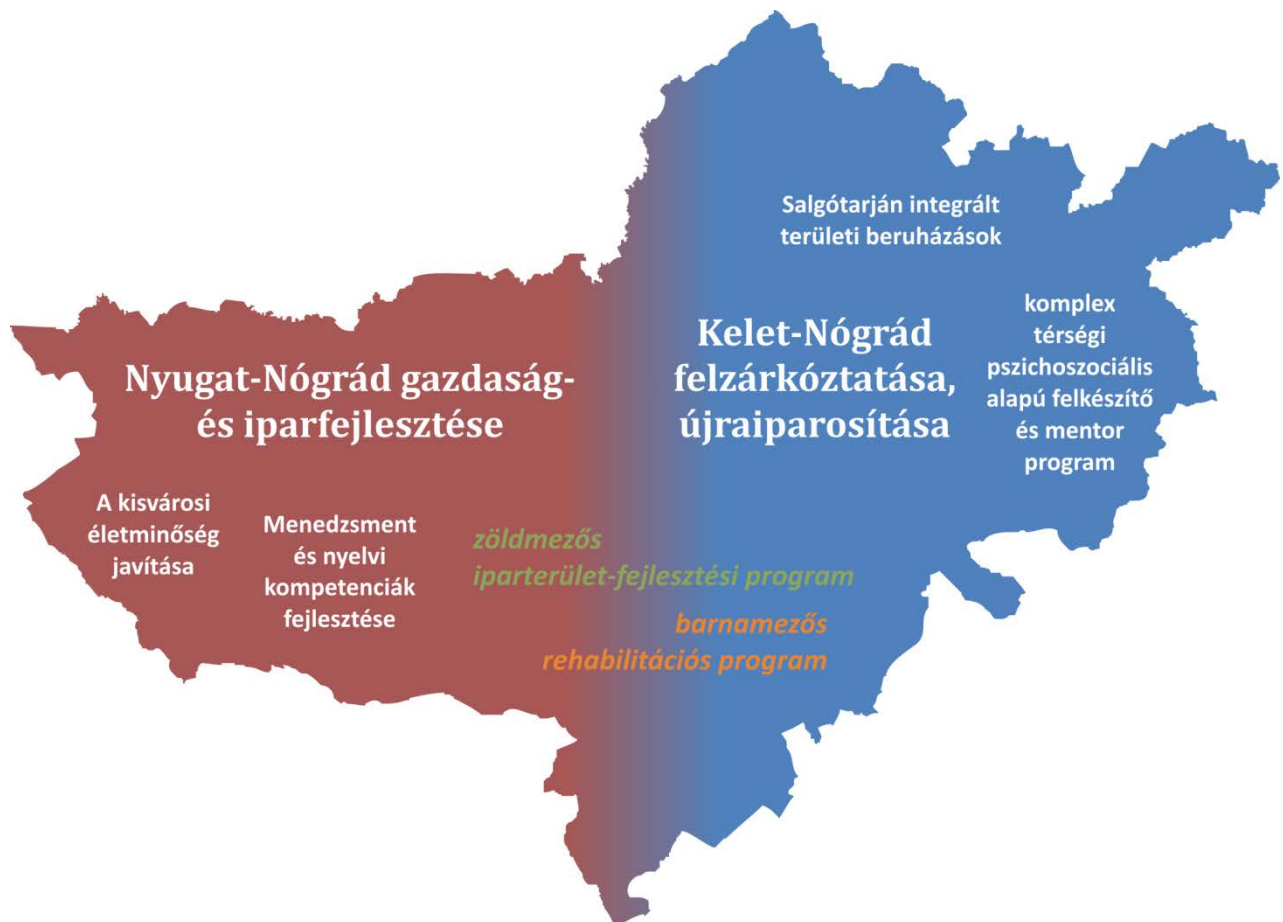 Salgótarján integrált
területi beruházások
Nyugat-Nógrád gazdaság-
és iparfejlesztése
Kelet-Nógrád
felzárkóztatása,
újraiparosítása
komplex
térségi
pszichoszociális
alapú felkészítő
és mentor
program
A kisvárosi
életminőség
javítása
Menedzsment
és nyelvi
kompetenciák
fejlesztése
zöldmezős
iparterület-fejlesztési program
barnamezős
rehabilitációs program